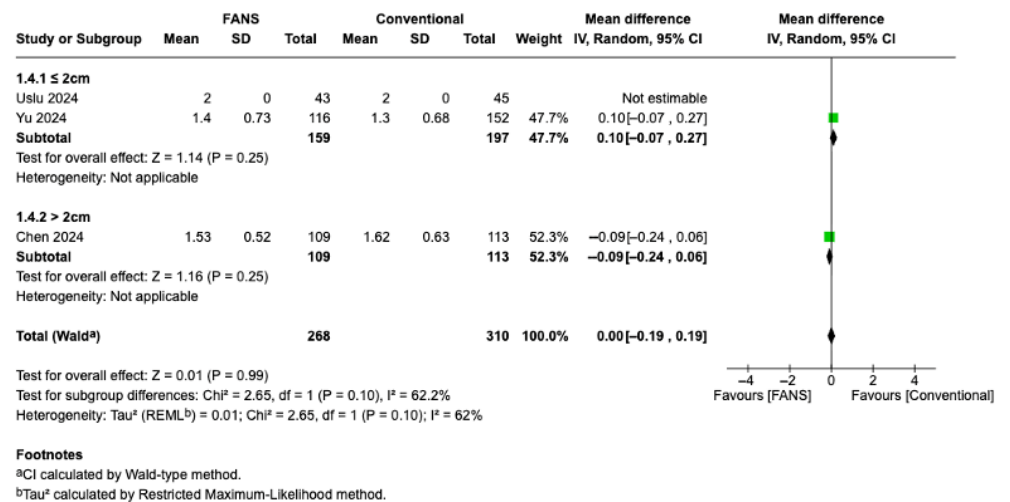 FANS Conventional Mean difference Mean difference
Study or Subgroup Mean SD Total Mean SD Total Weight IV, Random, 95% CI IV, Random, 95% CI
1.4.1 ≤ 2cm
Uslu 2024 2 0 43 2 0 45 Not estimable
Yu 2024 1.4 0.73 116 1.3 0.68 152 47.7% 0.10 [−0.07 , 0.27]
Subtotal 159 197 47.7% 0.10 [−0.07 , 0.27]
Test for overall effect: Z = 1.14 (P = 0.25)
Heterogeneity: Not applicable
1.4.2 > 2cm
Chen 2024 1.53 0.52 109 1.62 0.63 113 52.3% −0.09 [−0.24 , 0.06]
Subtotal 109 113 52.3% −0.09 [−0.24 , 0.06]
Test for overall effect: Z = 1.16 (P = 0.25)
Heterogeneity: Not applicable
Total (Waldᵃ) 268 310 100.0% 0.00 [−0.19 , 0.19]
Test for overall effect: Z = 0.01 (P = 0.99)
Test for subgroup differences: Chi² = 2.65, df = 1 (P = 0.10), I² = 62.2%
Heterogeneity: Tau² (REMLᵇ) = 0.01; Chi² = 2.65, df = 1 (P = 0.10); I² = 62%
−4 −2 0 2 4
Favours [FANS] Favours [Conventional]
Footnotes
ᵃCI calculated by Wald-type method.
ᵇTau² calculated by Restricted Maximum-Likelihood method.